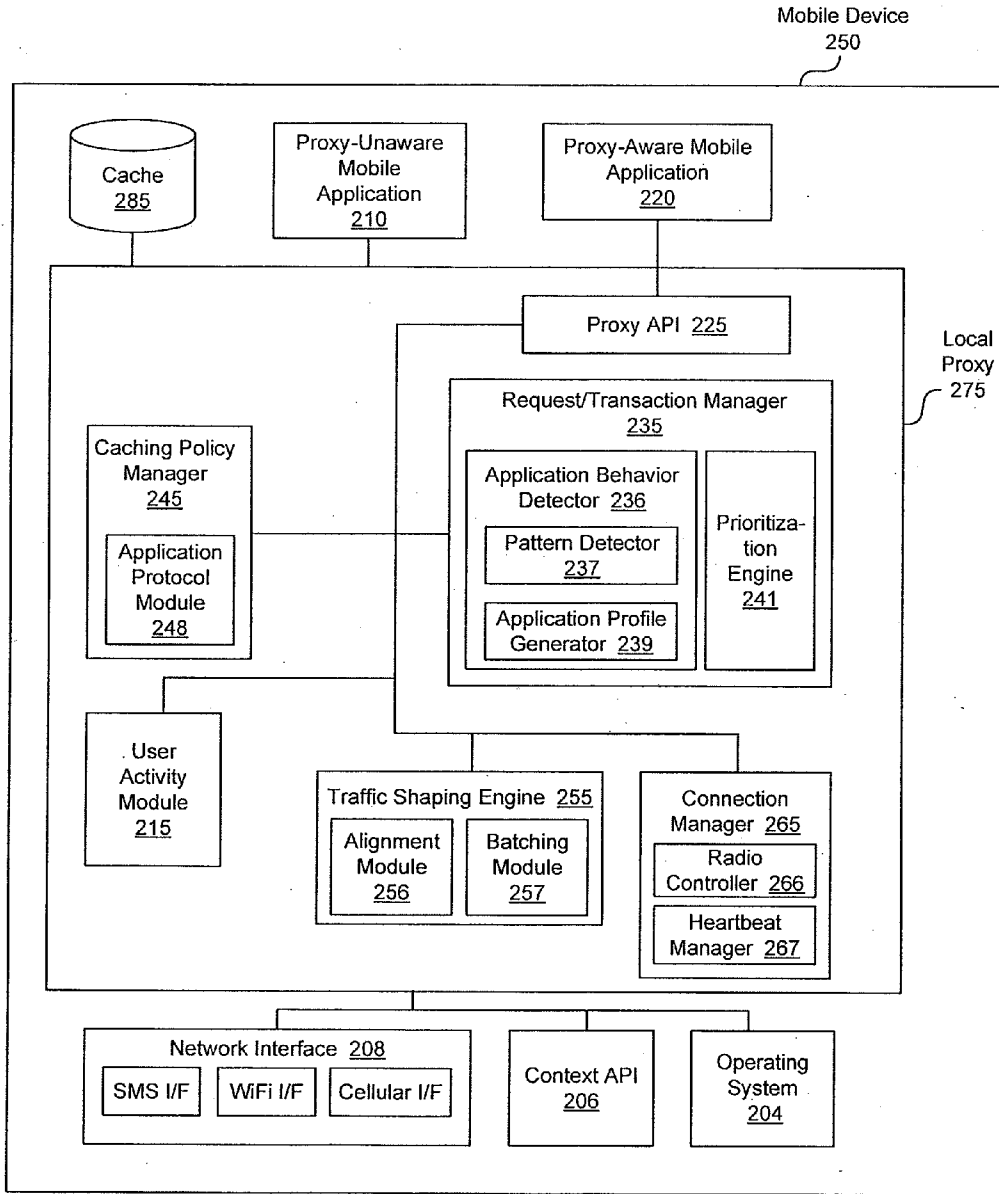 Mobile Device
250
Cache
285
Proxy-Unaware
Mobile
Application
210
Proxy-Aware Mobile
Application
220
Proxy API 225
Local
Proxy
275
Request/Transaction Manager
235
Caching Policy
Manager
245
Application
Protocol
Module
248
Application Behavior
Detector 236
Pattern Detector
237
Application Profile
Generator 239
Prioritiza-
tion
Engine
241
User
Activity
Module
215
Traffic Shaping Engine 255
Alignment
Module
256
Batching
Module
257
Connection
Manager 265
Radio
Controller 266
Heartbeat
Manager 267
Network Interface 208
SMS I/F
WiFi I/F
Cellular I/F
Context API
206
Operating
System
204